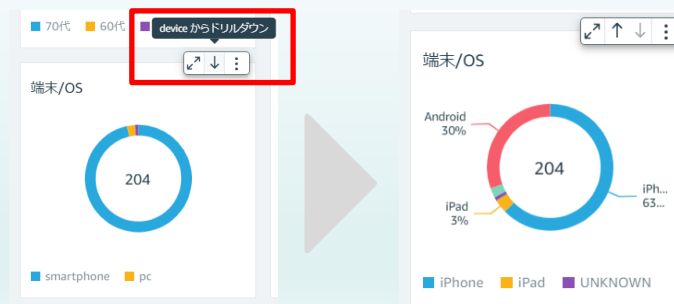 70代 60代
device からドリルダウン
端末/OS
204
smartphone pc
端末/OS
Android
30%
204
iPad
3%
iPh...
63...
iPhone iPad UNKNOWN